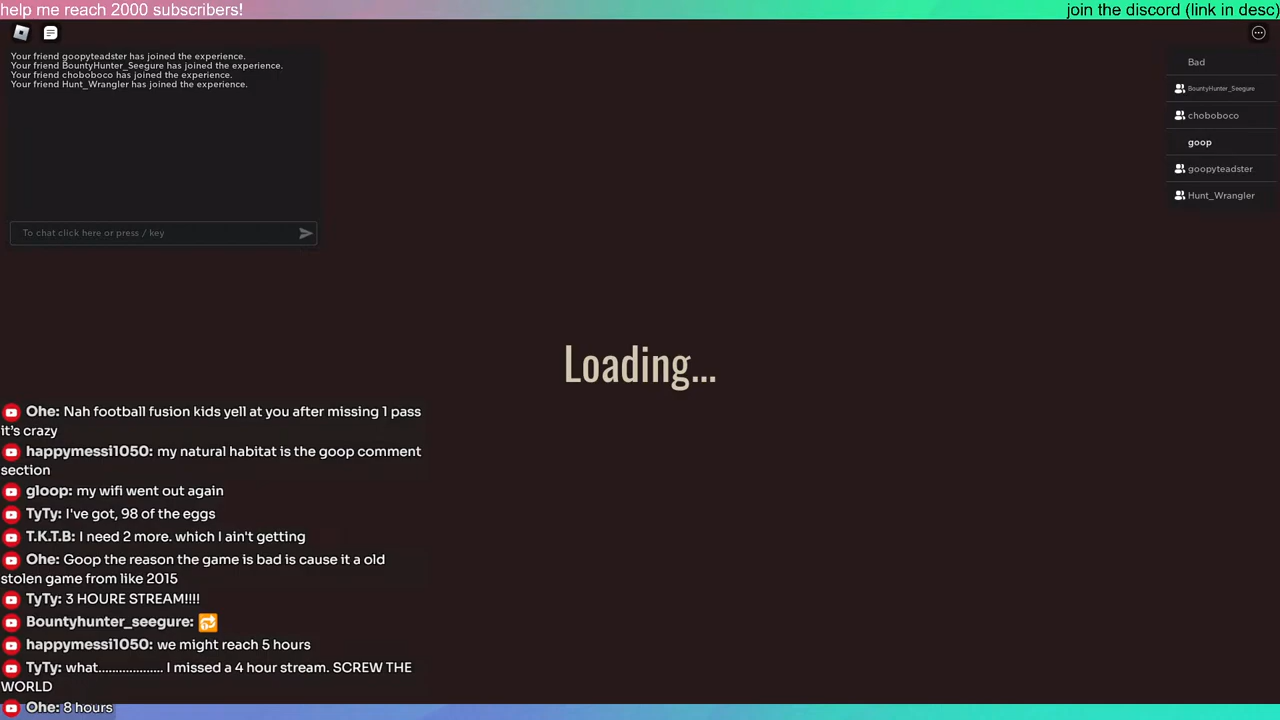 help me reach 2000 subscribers!
join the discord (link in desc)
Your friend goopyteadster has joined the experience.
Your friend BountyHunter_Seegure has joined the experience.
Your friend choboboco has joined the experience.
Your friend Hunt_Wrangler has joined the experience.
To chat click here or press / key
Bad
BountyHunter_Seegure
choboboco
goop
goopyteadster
Hunt_Wrangler
Loading...
Ohe: Nah football fusion kids yell at you after missing 1 pass
it's crazy
happymessi1050: my natural habitat is the goop comment
section
gloop: my wifi went out again
TyTy: I've got, 98 of the eggs
T.K.T.B: I need 2 more. which I ain't getting
Ohe: Goop the reason the game is bad is cause it a old
stolen game from like 2015
TyTy: 3 HOURE STREAM!!!!
Bountyhunter_seegure:
happymessi1050: we might reach 5 hours
TyTy: what................... I missed a 4 hour stream. SCREW THE
WORLD
Ohe: 8 hours